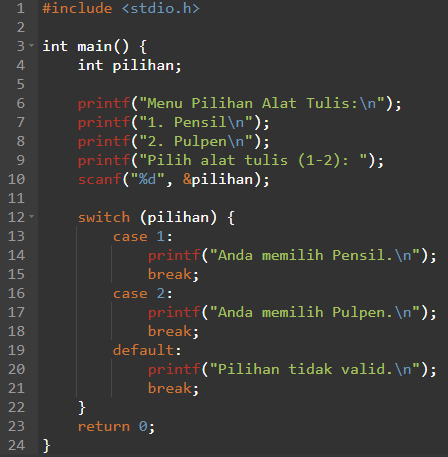 1 #include <stdio.h>
2
3 int main() {
4     int pilihan;
5
6     printf("Menu Pilihan Alat Tulis:\n");
7     printf("1. Pensil\n");
8     printf("2. Pulpen\n");
9     printf("Pilih alat tulis (1-2): ");
10     scanf("%d", &pilihan);
11
12     switch (pilihan) {
13         case 1:
14             printf("Anda memilih Pensil.\n");
15             break;
16         case 2:
17             printf("Anda memilih Pulpen.\n");
18             break;
19         default:
20             printf("Pilihan tidak valid.\n");
21             break;
22     }
23     return 0;
24 }